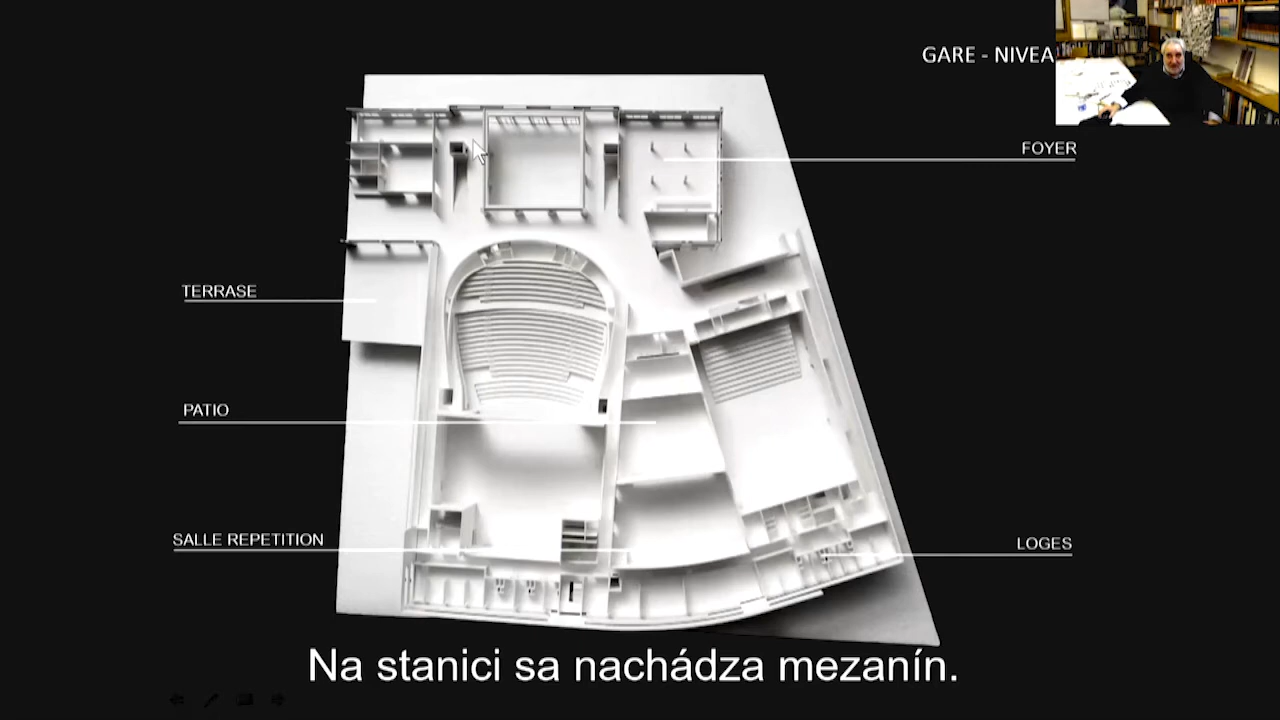 GARE - NIVEA
FOYER
TERRASE
PATIO
SALLE REPETITION
LOGES
Na stanici sa nachádza mezanín.